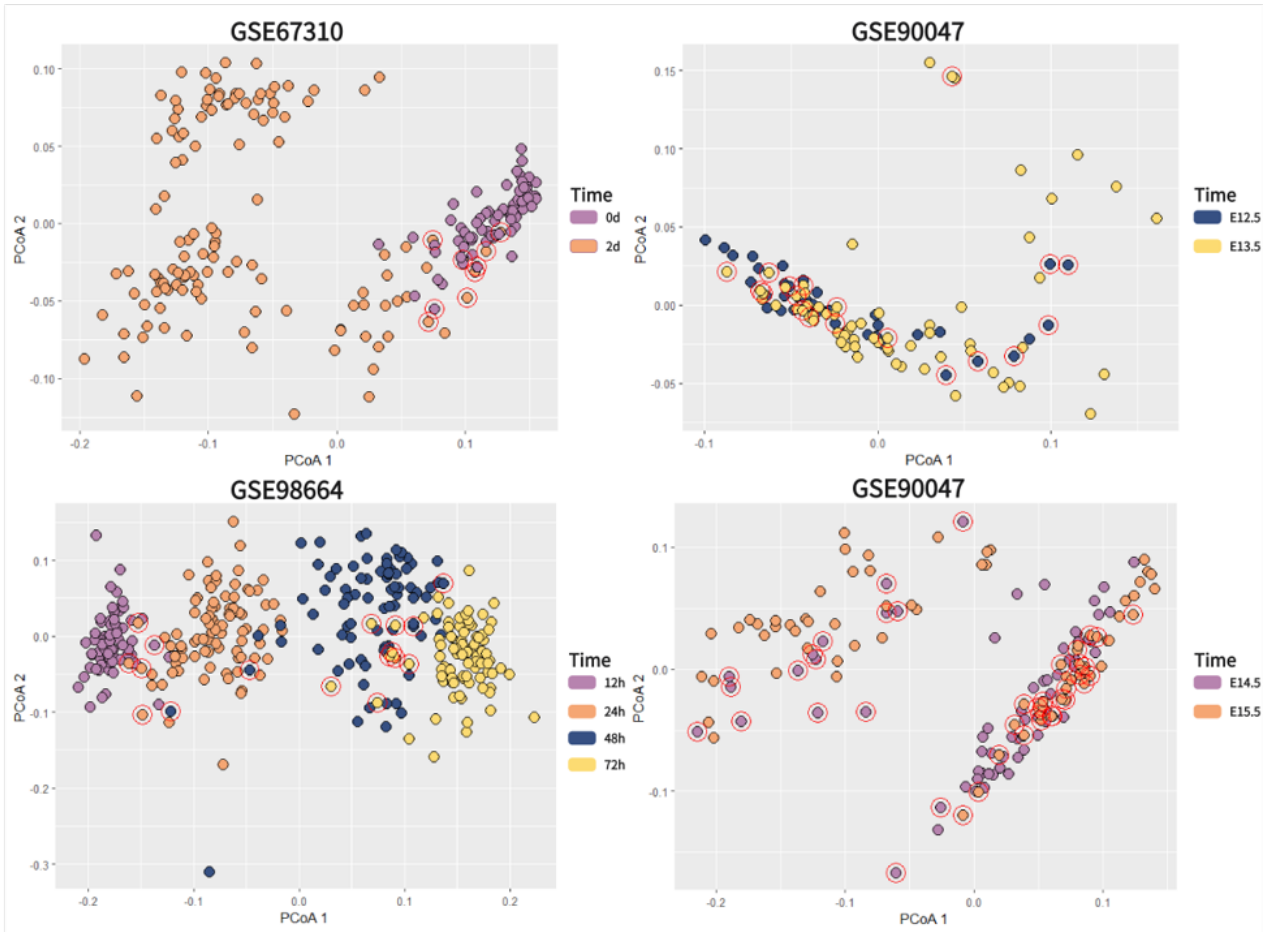 GSE67310
0.10
0.05
0.00
-0.05
-0.10
PCoA 2
-0.2
-0.1
0.0
0.1
PCoA 1
Time
0d
2d
GSE90047
0.15
0.10
0.05
0.00
-0.05
PCoA 2
-0.1
0.0
0.1
PCoA 1
Time
E12.5
E13.5
GSE98664
0.1
0.0
-0.1
-0.2
-0.3
PCoA 2
-0.2
-0.1
0.0
0.1
0.2
PCoA 1
Time
12h
24h
48h
72h
GSE90047
0.1
0.0
-0.1
PCoA 2
-0.2
-0.1
0.0
0.1
PCoA 1
Time
E14.5
E15.5